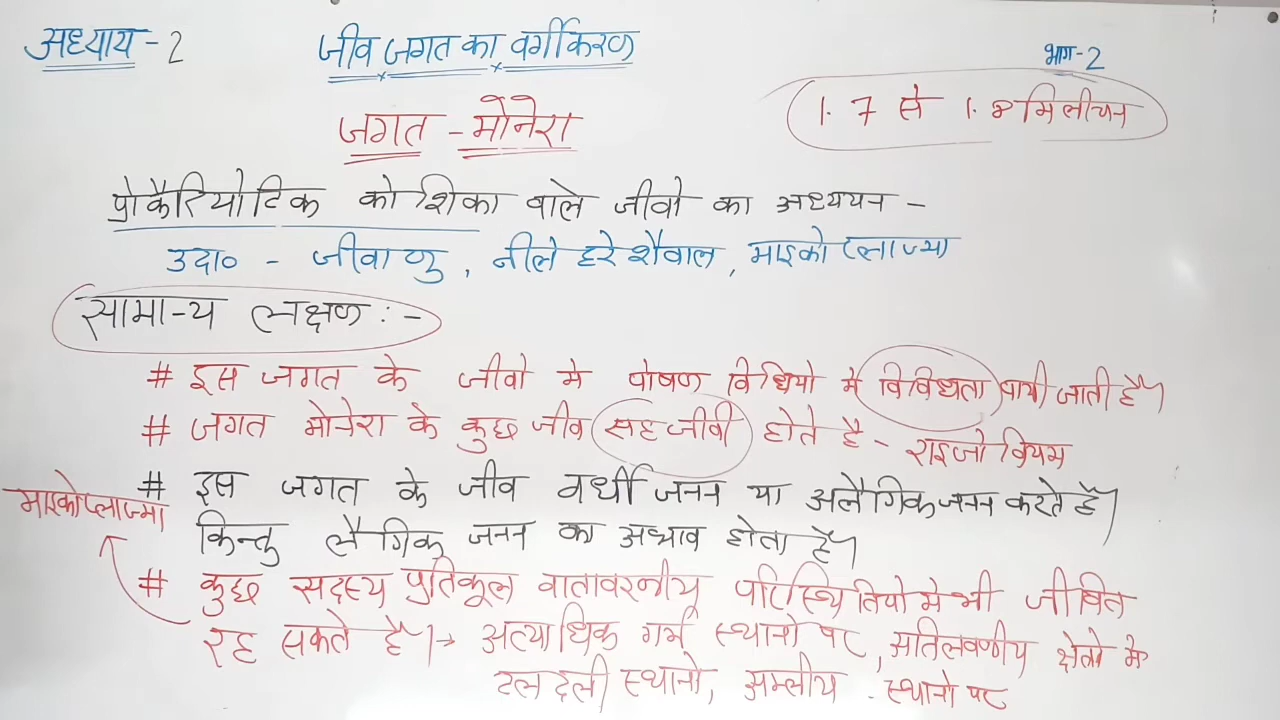 अध्याय - 2
जीव जगत का वर्गीकरण
भाग-2
जगत - मोनेरा
1.7 से 1.8 मिलीयन
प्रोकैरियोटिक कोशिका वाले जीवो का अध्ययन -
उदा० - जीवाणु, नीले हरे शैवाल, माइकोप्लाज्मा
सामान्य लक्षण :-
# इस जगत के जीवो मे पोषण विधियो मे विविधता पायी जाती है।
# जगत मोनेरा के कुछ जीव सहजीवी होते है - राइजोबियम
# इस जगत के जीव वर्धी जनन या अलैगिक जनन करते है।
माइकोप्लाज्मा
किन्तु लैगिक जनन का अभाव होता है।
# कुछ सदस्य प्रतिकूल वातावरनीय परिस्थितियो मे भी जीवित
रह सकते है।→ अत्याधिक गर्म स्थानो पर, अतिलवणीय क्षेत्रो मे
दलदली स्थानो, अम्लीय स्थानो पर